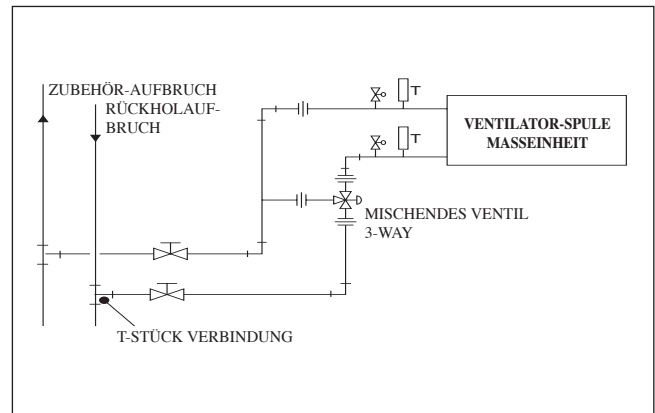 ZUBEHÖR-AUFBRUCH
RÜCKHOLAUF-
BRUCH
T
T
VENTILATOR-SPULE
MASSEINHEIT
MISCHENDES VENTIL
3-WAY
T-STÜCK VERBINDUNG